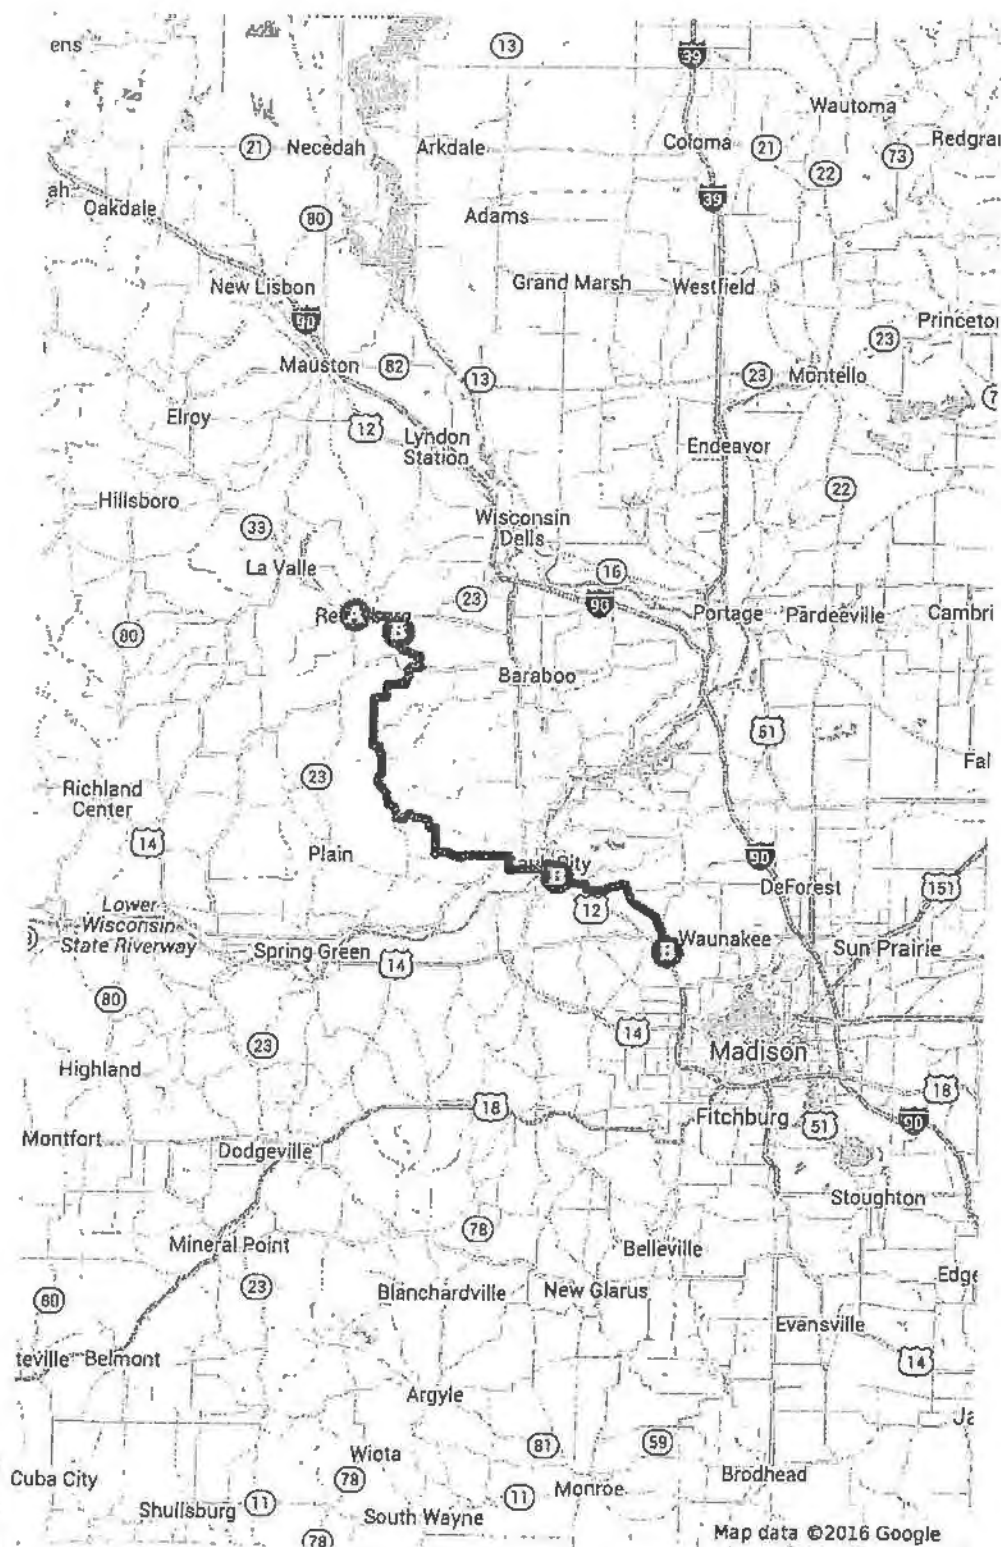 ens
13
39
Wautoma
21
Necedah
Arkdale
Coloma
21
73
Redgra
22
ah
Oakdale
80
Adams
39
New Lisbon
Grand Marsh
Westfield
90
Princeton
23
Mauston
82
13
23
Montello
Elroy
12
Lyndon
Station
Endeavor
22
Hillsboro
Wisconsin
Dells
33
La Valle
16
23
90
A
B
Portage
Pardeeville
Cambri
80
Baraboo
51
Fal
23
Richland
Center
14
Plain
90
City
B
DeForest
151
12
Lower
Wisconsin
State Riverway
Spring Green
14
B
Waunakee
Sun Prairie
80
23
14
Madison
Highland
18
18
Fitchburg
51
90
Montfort
Dodgeville
Stoughton
78
Mineral Point
Belleville
23
Edge
80
Blanchardville
New Glarus
Evansville
teville
Belmont
14
Argyle
Ja
81
59
Wiota
Cuba City
78
Monroe
Brodhead
Shullsburg
11
South Wayne
11
78
Map data ©2016 Google